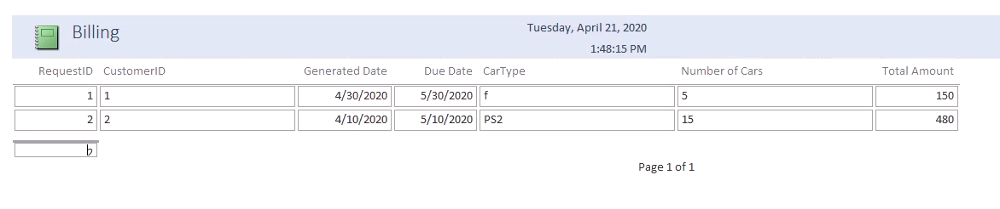 Billing
Tuesday, April 21, 2020
1:48:15 PM
RequestID CustomerID Generated Date Due Date CarType Number of Cars Total Amount
1 1 4/30/2020 5/30/2020 f 5 150
2 2 4/10/2020 5/10/2020 PS2 15 480
b
Page 1 of 1